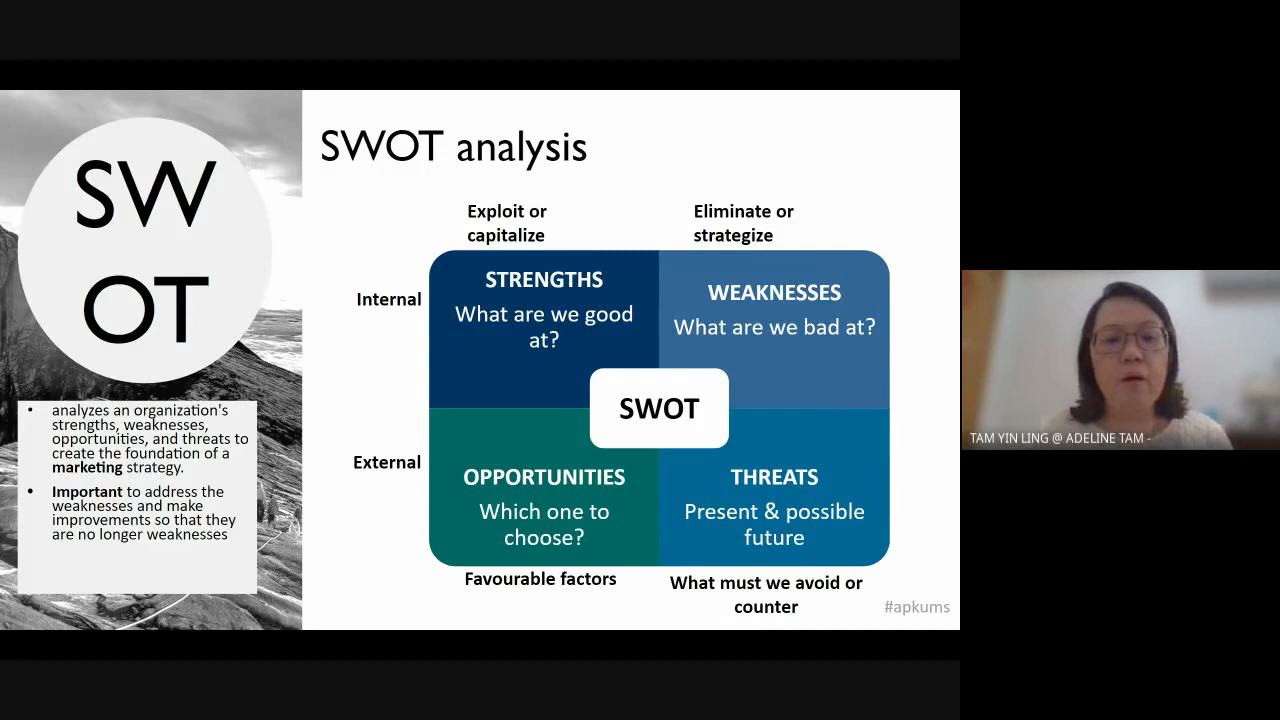 SW
OT
• analyzes an organization's
strengths, weaknesses,
opportunities, and threats to
create the foundation of a
marketing strategy.
• Important to address the
weaknesses and make
improvements so that they
are no longer weaknesses
SWOT analysis
Exploit or
capitalize
Eliminate or
strategize
Internal
STRENGTHS
What are we good
at?
WEAKNESSES
What are we bad at?
SWOT
External
OPPORTUNITIES
Which one to
choose?
THREATS
Present & possible
future
Favourable factors
What must we avoid or
counter
#apkums
TAM YIN LING @ ADELINE TAM -